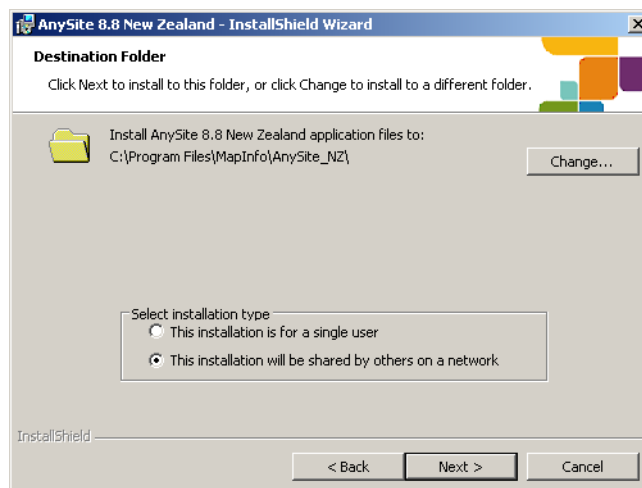 AnySite 8.8 New Zealand - InstallShield Wizard
Destination Folder
Click Next to install to this folder, or click Change to install to a different folder.
Install AnySite 8.8 New Zealand application files to:
C:\Program Files\MapInfo\AnySite_NZ\
Change...
Select installation type
This installation is for a single user
This installation will be shared by others on a network
InstallShield
< Back
Next >
Cancel